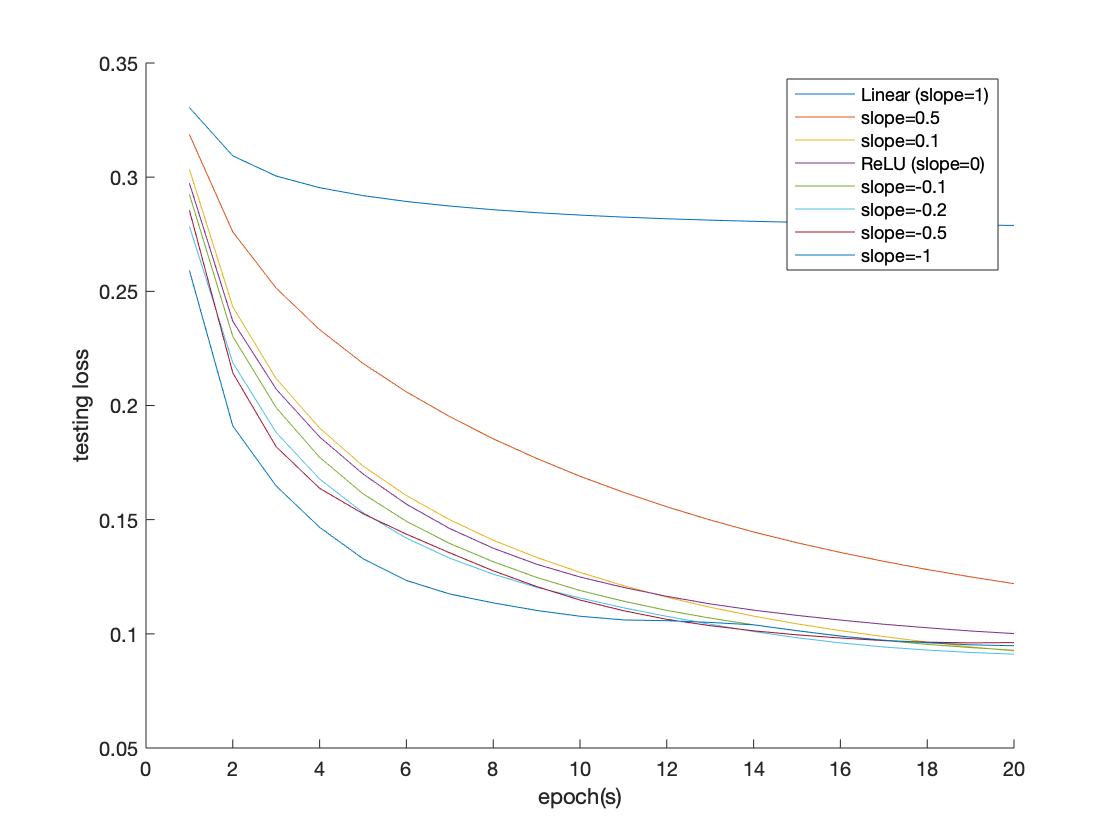 0.35
0.3
0.25
0.2
0.15
0.1
0.05
testing loss
Linear (slope=1)
slope=0.5
slope=0.1
ReLU (slope=0)
slope=-0.1
slope=-0.2
slope=-0.5
slope=-1
0 2 4 6 8 10 12 14 16 18 20
epoch(s)